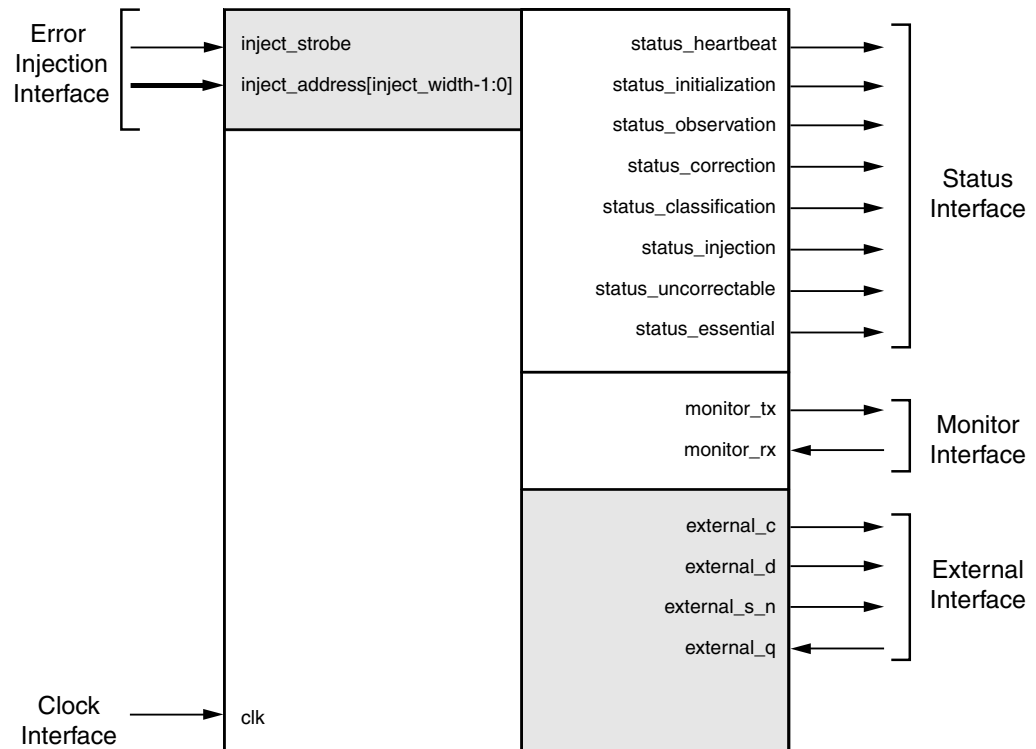 Error
Injection
Interface
inject_strobe
inject_address[inject_width-1:0]
status_heartbeat
status_initialization
status_observation
status_correction
status_classification
status_injection
status_uncorrectable
status_essential
Status
Interface
monitor_tx
monitor_rx
Monitor
Interface
external_c
external_d
external_s_n
external_q
External
Interface
Clock
Interface
clk